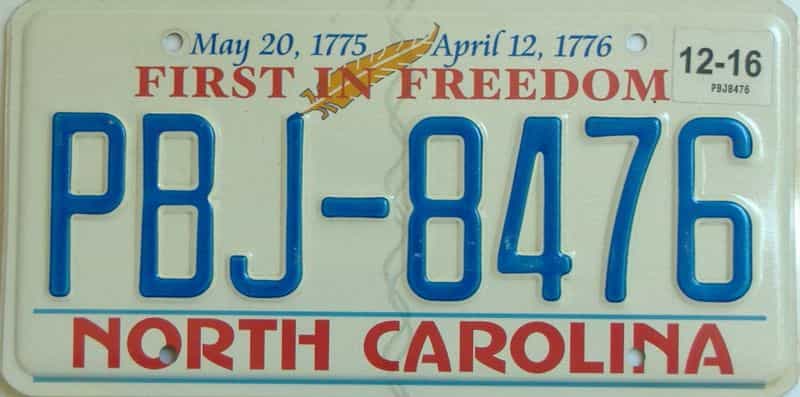 May 20, 1775 April 12, 1776
FIRST IN FREEDOM
12-16
PBJ8476
PBJ-8476
NORTH CAROLINA